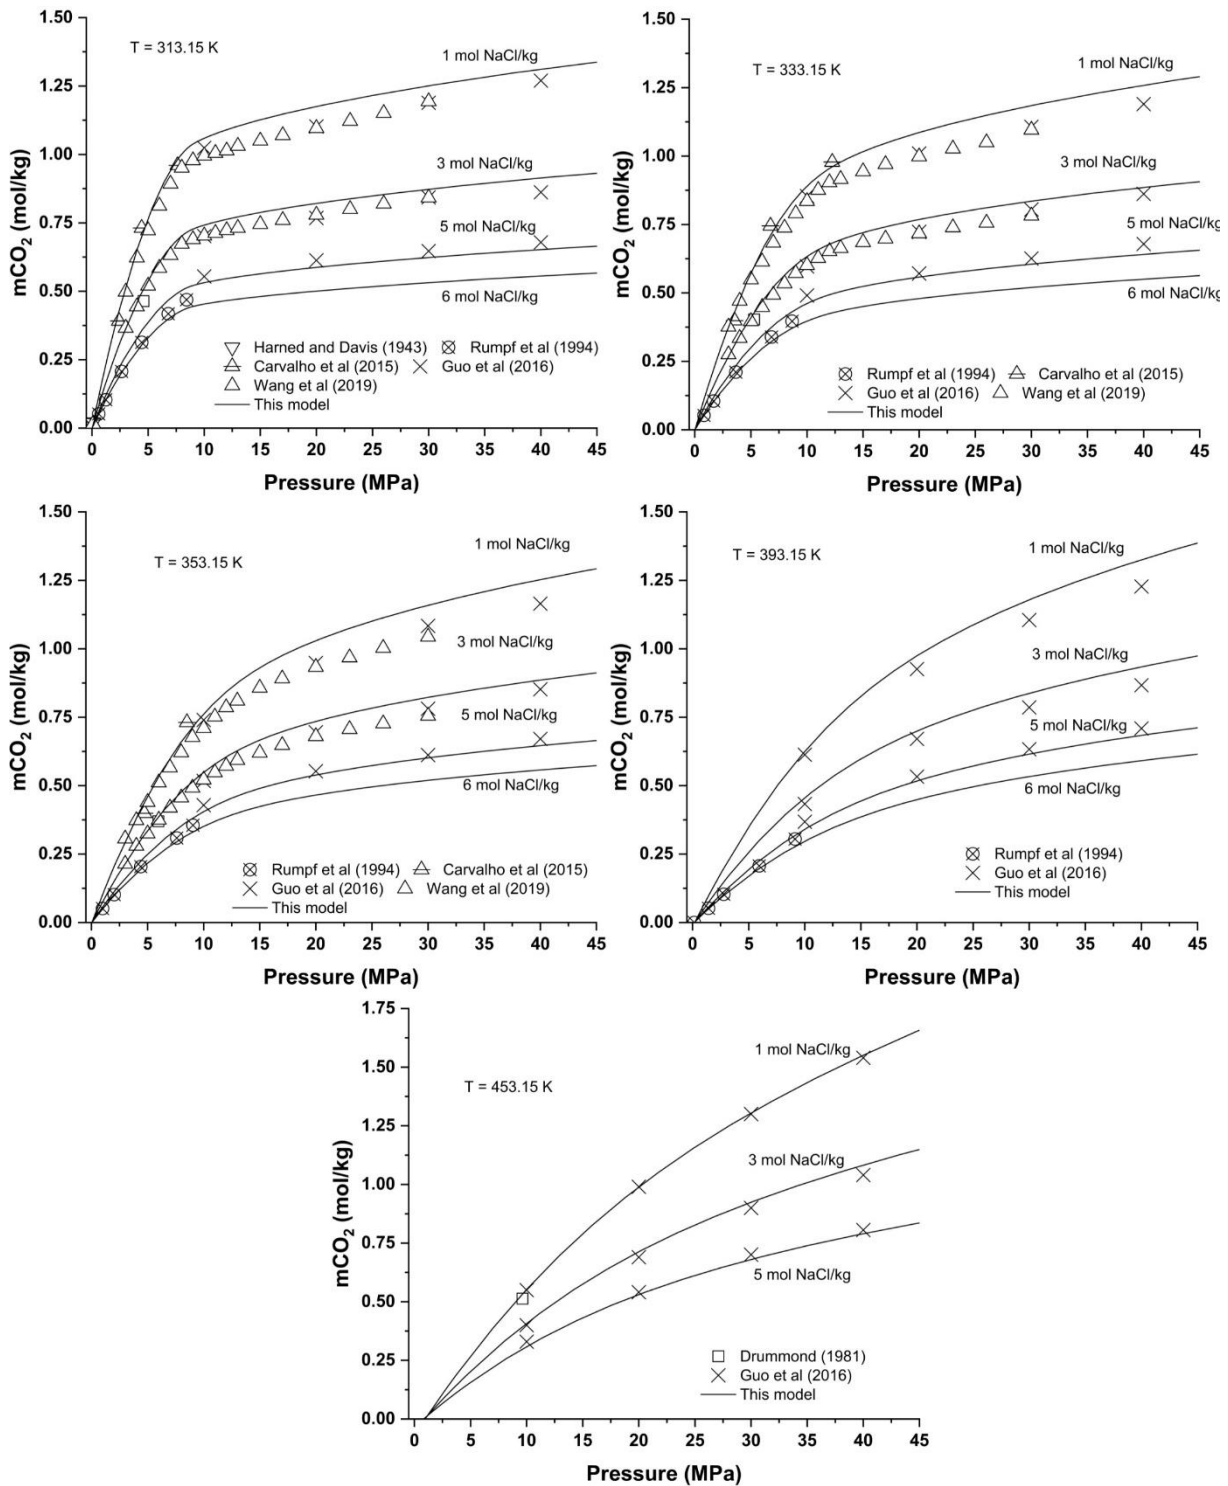 mCO2 (mol/kg)
1.50
1.25
1.00
0.75
0.50
0.25
0.00
T = 313.15 K
1 mol NaCl/kg
3 mol NaCl/kg
5 mol NaCl/kg
6 mol NaCl/kg
Harned and Davis (1943) Rumpf et al (1994)
Carvalho et al (2015) Guo et al (2016)
Wang et al (2019)
This model
0 5 10 15 20 25 30 35 40 45
Pressure (MPa)
mCO2 (mol/kg)
1.50
1.25
1.00
0.75
0.50
0.25
0.00
T = 333.15 K
1 mol NaCl/kg
3 mol NaCl/kg
5 mol NaCl/kg
6 mol NaCl/kg
Rumpf et al (1994) Carvalho et al (2015)
Guo et al (2016) Wang et al (2019)
This model
0 5 10 15 20 25 30 35 40 45
Pressure (MPa)
mCO2 (mol/kg)
1.50
1.25
1.00
0.75
0.50
0.25
0.00
T = 353.15 K
1 mol NaCl/kg
3 mol NaCl/kg
5 mol NaCl/kg
6 mol NaCl/kg
Rumpf et al (1994) Carvalho et al (2015)
Guo et al (2016) Wang et al (2019)
This model
0 5 10 15 20 25 30 35 40 45
Pressure (MPa)
mCO2 (mol/kg)
1.50
1.25
1.00
0.75
0.50
0.25
0.00
T = 393.15 K
1 mol NaCl/kg
3 mol NaCl/kg
5 mol NaCl/kg
6 mol NaCl/kg
Rumpf et al (1994)
Guo et al (2016)
This model
0 5 10 15 20 25 30 35 40 45
Pressure (MPa)
mCO2 (mol/kg)
1.75
1.50
1.25
1.00
0.75
0.50
0.25
0.00
T = 453.15 K
1 mol NaCl/kg
3 mol NaCl/kg
5 mol NaCl/kg
Drummond (1981)
Guo et al (2016)
This model
0 5 10 15 20 25 30 35 40 45
Pressure (MPa)